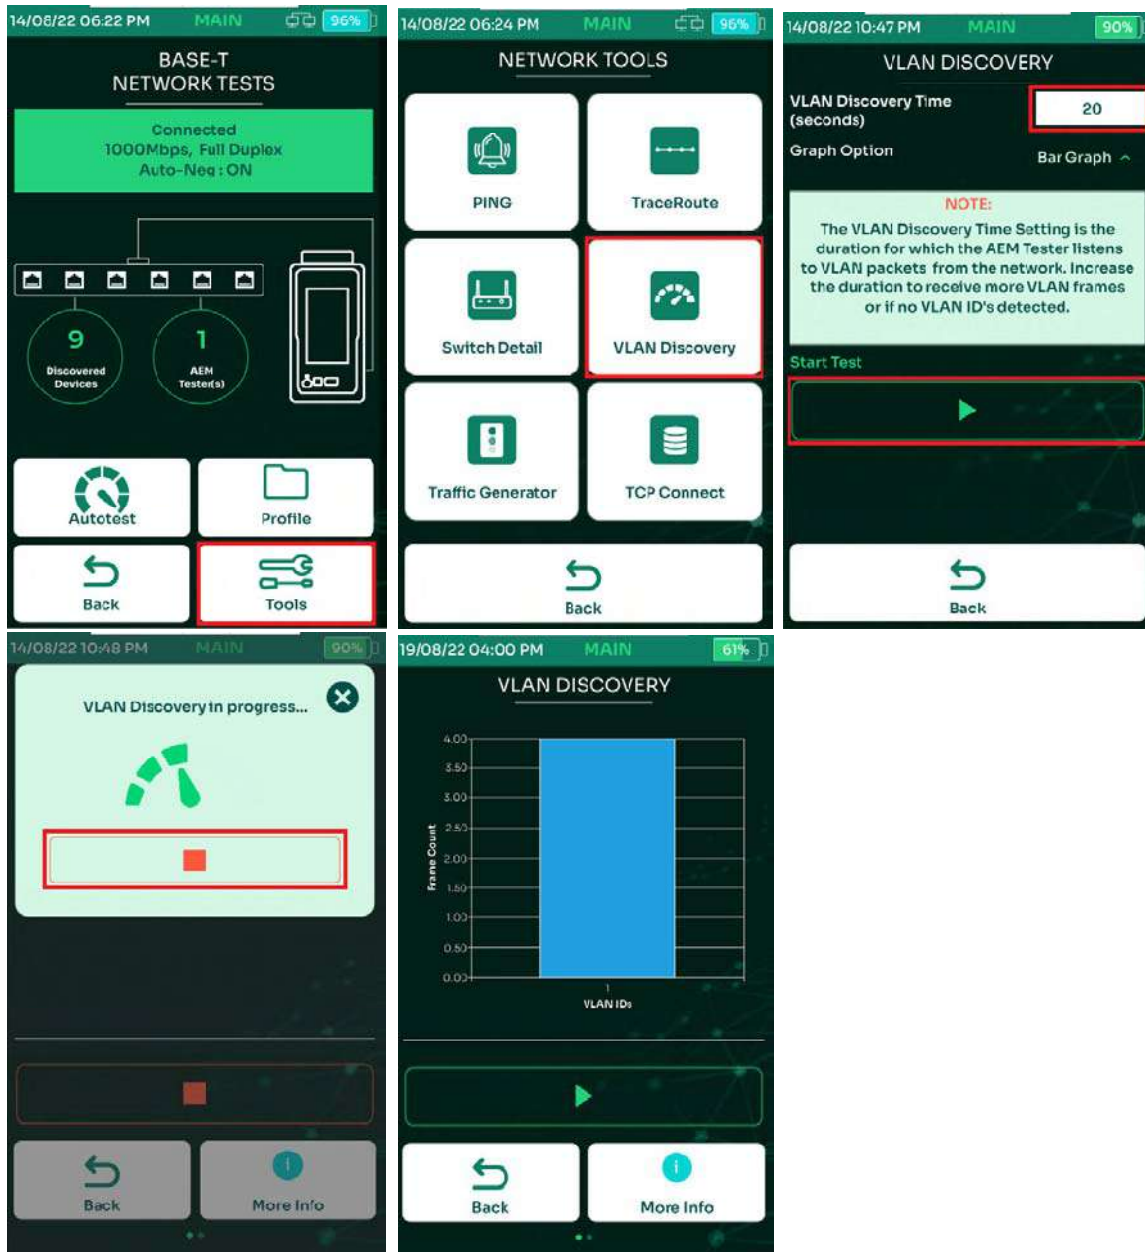 14/08/22 06:22 PM MAIN 96%
BASE-T
NETWORK TESTS
Connected
1000Mbps, Full Duplex
Auto-Neg : ON
9
Discovered
Devices
1
AEM
Tester(s)
Autotest
Profile
Back
Tools
14/08/22 06:24 PM MAIN 96%
NETWORK TOOLS
PING
TraceRoute
Switch Detail
VLAN Discovery
Traffic Generator
TCP Connect
Back
14/08/22 10:47 PM MAIN 90%
VLAN DISCOVERY
VLAN Discovery Time
(seconds)
20
Graph Option
Bar Graph
NOTE:
The VLAN Discovery Time Setting is the
duration for which the AEM Tester listens
to VLAN packets from the network. Increase
the duration to receive more VLAN frames
or if no VLAN ID's detected.
Start Test
Back
14/08/22 10:48 PM MAIN 90%
VLAN Discovery in progress...
Back
More Info
19/08/22 04:00 PM MAIN 61%
VLAN DISCOVERY
4.00
3.50
3.00
2.50
2.00
1.50
1.00
0.50
0.00
Frame Count
1
VLAN IDs
Back
More Info